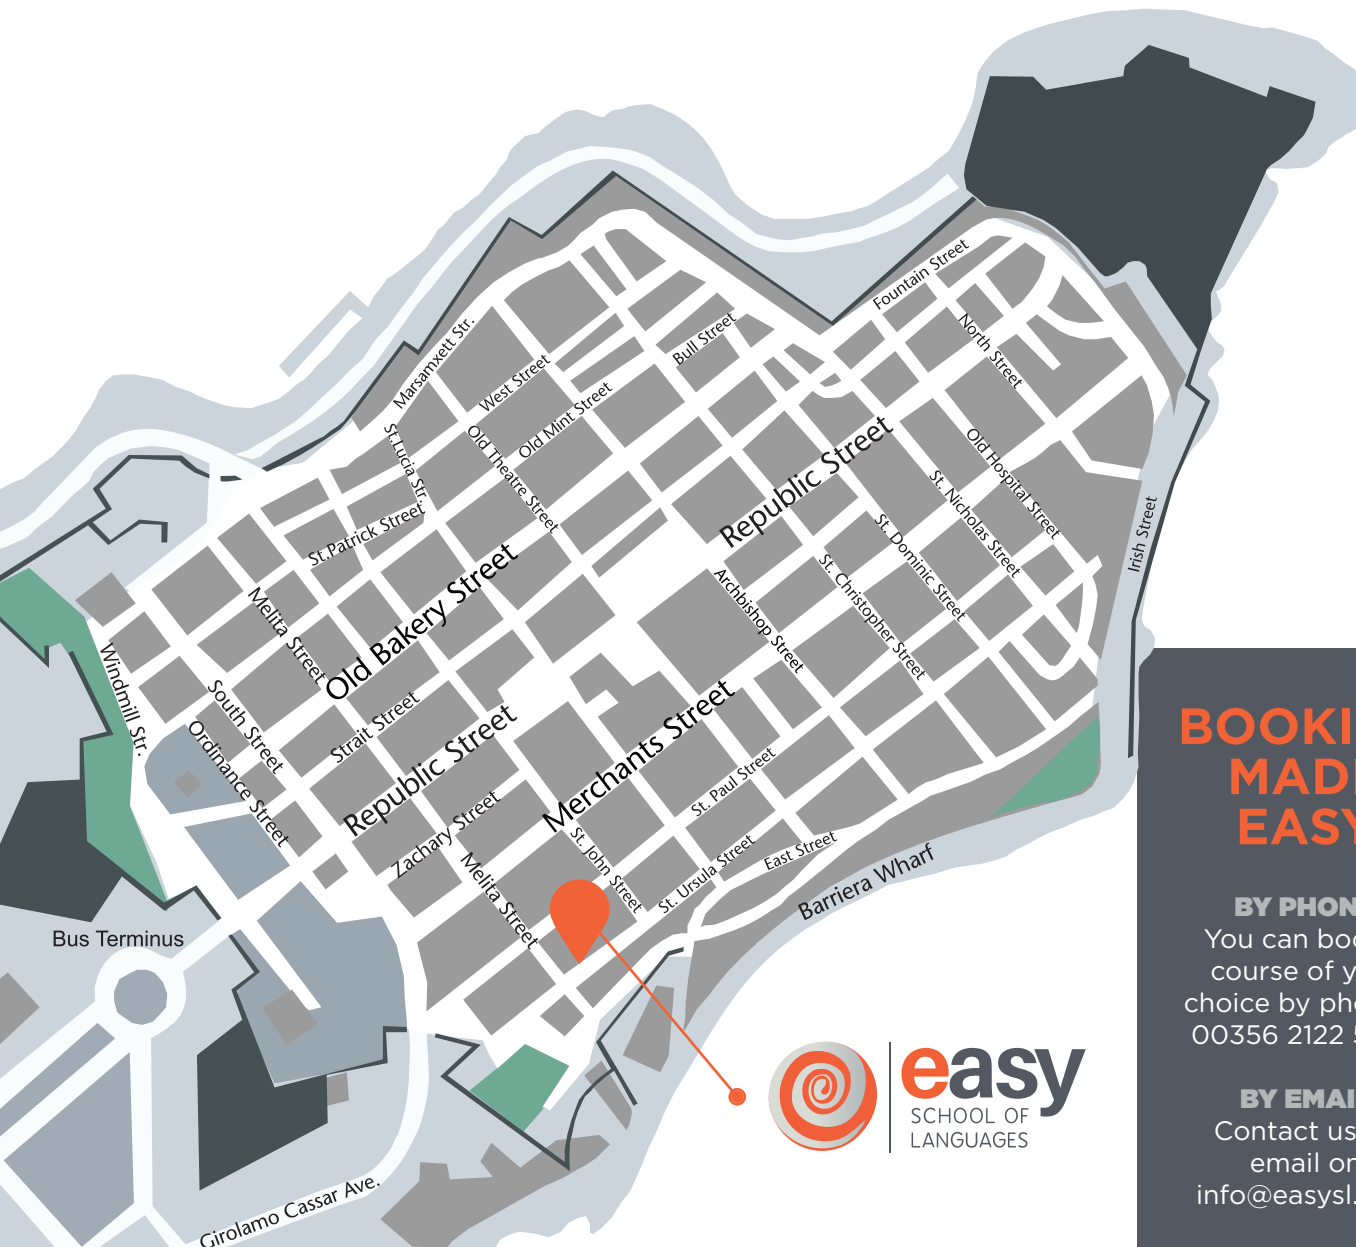 Fountain Street
North Street
Bull Street
Marsamxett Str.
West Street
Old Mint Street
St.Lucia Str.
Old Theatre Street
Republic Street
Old Hospital Street
St. Nicholas Street
St.Patrick Street
St. Dominic Street
Irish Street
Old Bakery Street
St. Christopher Street
Archbishop Street
Melita Street
Windmill Str.
South Street
Ordinance Street
Strait Street
Republic Street
Merchants Street
St. Paul Street
Zachary Street
St. John Street
Melita Street
St. Ursula Street
East Street
Barriera Wharf
Bus Terminus
Girolamo Cassar Ave.
easy
SCHOOL OF
LANGUAGES
BOOKI
MAD
EASY
BY PHON
You can boo
course of y
choice by ph
00356 2122
BY EMAI
Contact us
email on
info@easysl.